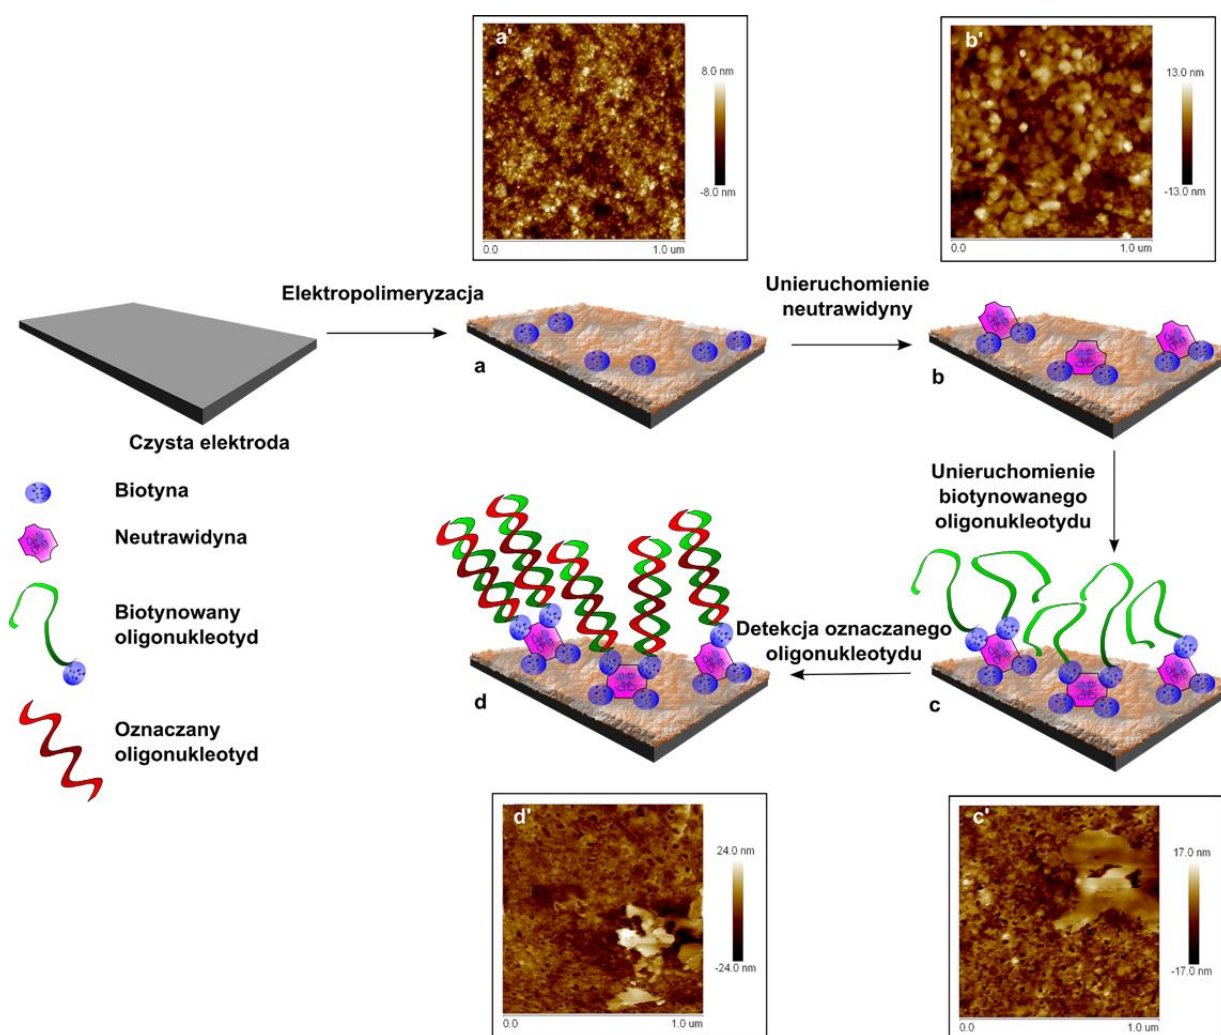 a'
8.0 nm
-8.0 nm
0.0
1.0 um
b'
13.0 nm
-13.0 nm
0.0
1.0 um
Elektropolimeryzacja
Unieruchomienie
neutrawidyny
a
b
Czysta elektroda
Biotyna
Neutrawidyna
Biotynowany
oligonukleotyd
Oznaczany
oligonukleotyd
Unieruchomienie
biotynowanego
oligonukleotydu
Detekcja oznaczanego
oligonukleotydu
d
c
d'
24.0 nm
-24.0 nm
0.0
1.0 um
c'
17.0 nm
-17.0 nm
0.0
1.0 um